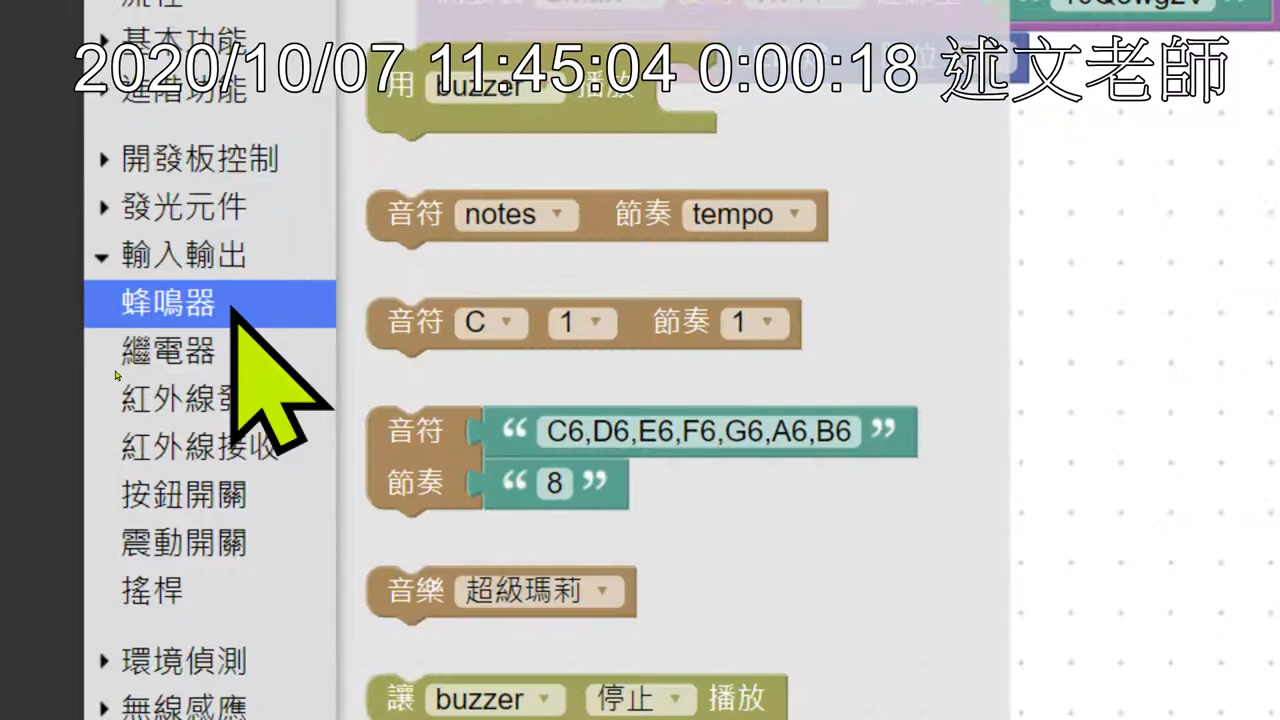 基本功能
2020/10/07 11:45:04 0:00:18 述文老師
進階功能
用 buzzer 播放
開發板控制
發光元件
輸入輸出
蜂鳴器
繼電器
紅外線發
紅外線接收
按鈕開關
震動開關
搖桿
環境偵測
無線感應
音符 notes 節奏 tempo
音符 C 1 節奏 1
音符 “ C6,D6,E6,F6,G6,A6,B6 ”
節奏 “ 8 ”
音樂 超級瑪莉
讓 buzzer 停止 播放